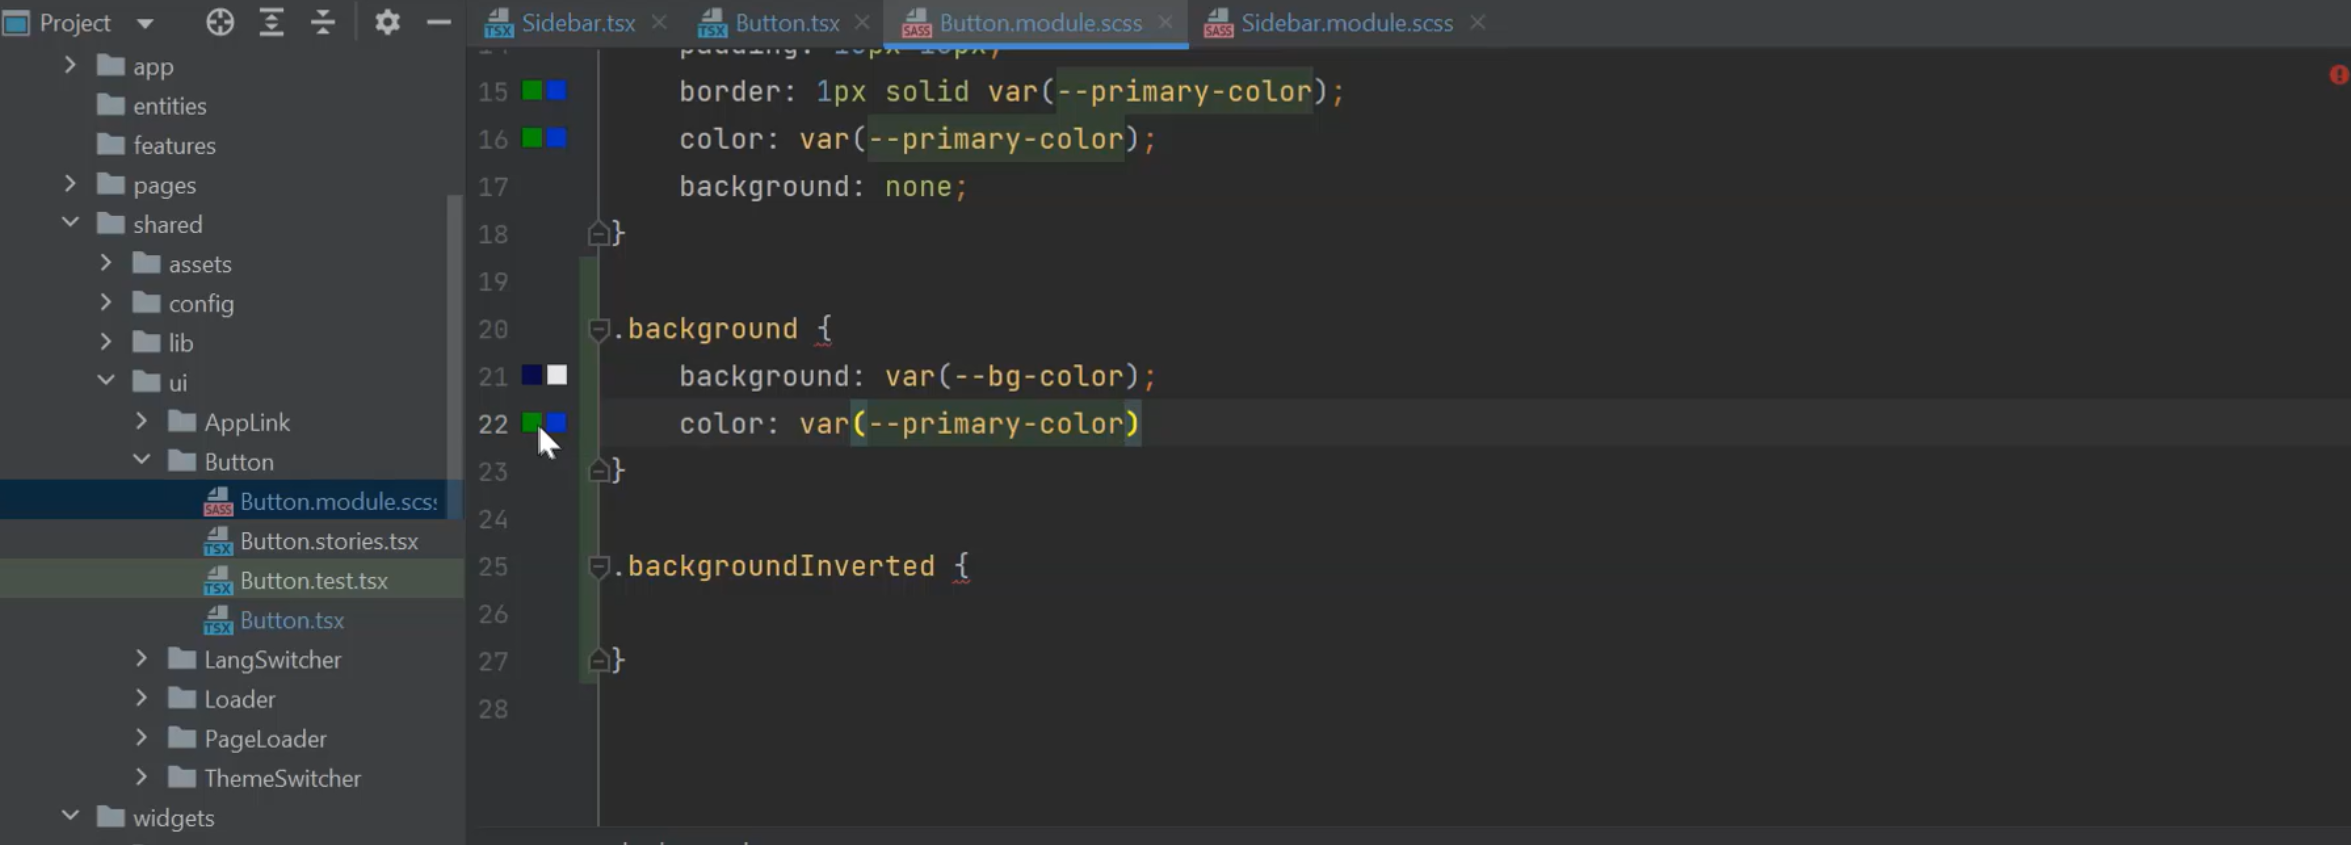 Project
Sidebar.tsx
Button.tsx
Button.module.scss
Sidebar.module.scss
app
entities
features
pages
shared
assets
config
lib
ui
AppLink
Button
Button.module.scss
Button.stories.tsx
Button.test.tsx
Button.tsx
LangSwitcher
Loader
PageLoader
ThemeSwitcher
widgets
15 border: 1px solid var(--primary-color);
16 color: var(--primary-color);
17 background: none;
18 }
19
20 .background {
21 background: var(--bg-color);
22 color: var(--primary-color)
23 }
24
25 .backgroundInverted {
26
27 }
28